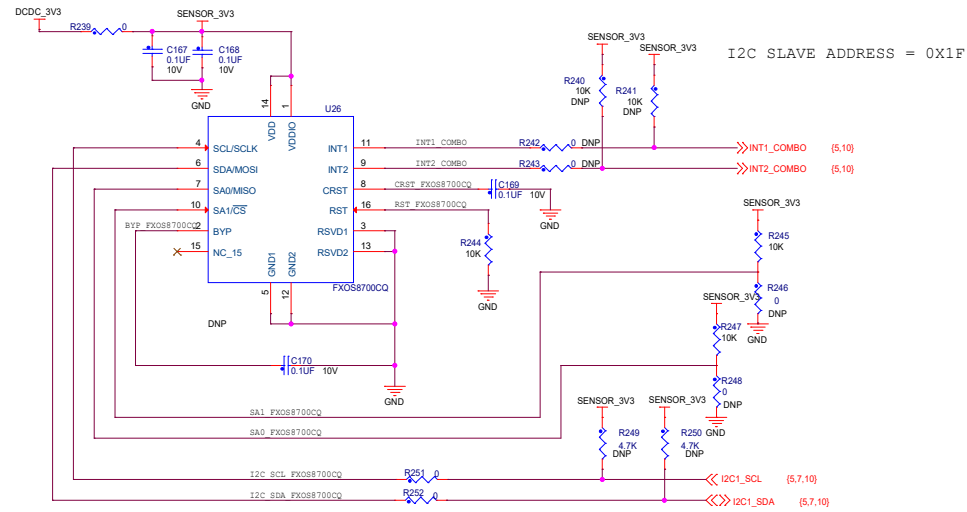 DCDC_3V3
SENSOR_3V3
R239 0
C167
0.1UF
10V
C168
0.1UF
10V
GND
SENSOR_3V3
SENSOR_3V3
I2C SLAVE ADDRESS = 0X1F
R240
10K
DNP
R241
10K
DNP
14
1
U26
VDD
VDDIO
4 SCL/SCLK
6 SDA/MOSI
7 SA0/MISO
10 SA1/CS
BYP_FXOS8700CQ
2 BYP
15 NC_15
INT1 11 INT1_COMBO R242 0 DNP INT1_COMBO {5,10}
INT2 9 INT2_COMBO R243 0 DNP INT2_COMBO {5,10}
CRST 8 CRST_FXOS8700CQ C169
0.1UF 10V
GND
RST 16 RST_FXOS8700CQ
RSVD1 3
RSVD2 13
GND1
GND2
5
12
FXOS8700CQ
DNP
R244
10K
GND
SENSOR_3V3
R245
10K
R246
0
DNP
GND
SENSOR_3V3
R247
10K
R248
0
DNP
GND
C170
0.1UF 10V
GND
SA1_FXOS8700CQ
SA0_FXOS8700CQ
SENSOR_3V3
SENSOR_3V3
R249
4.7K
DNP
R250
4.7K
DNP
I2C_SCL_FXOS8700CQ R251 0 I2C1_SCL {5,7,10}
I2C_SDA_FXOS8700CQ R252 0 I2C1_SDA {5,7,10}